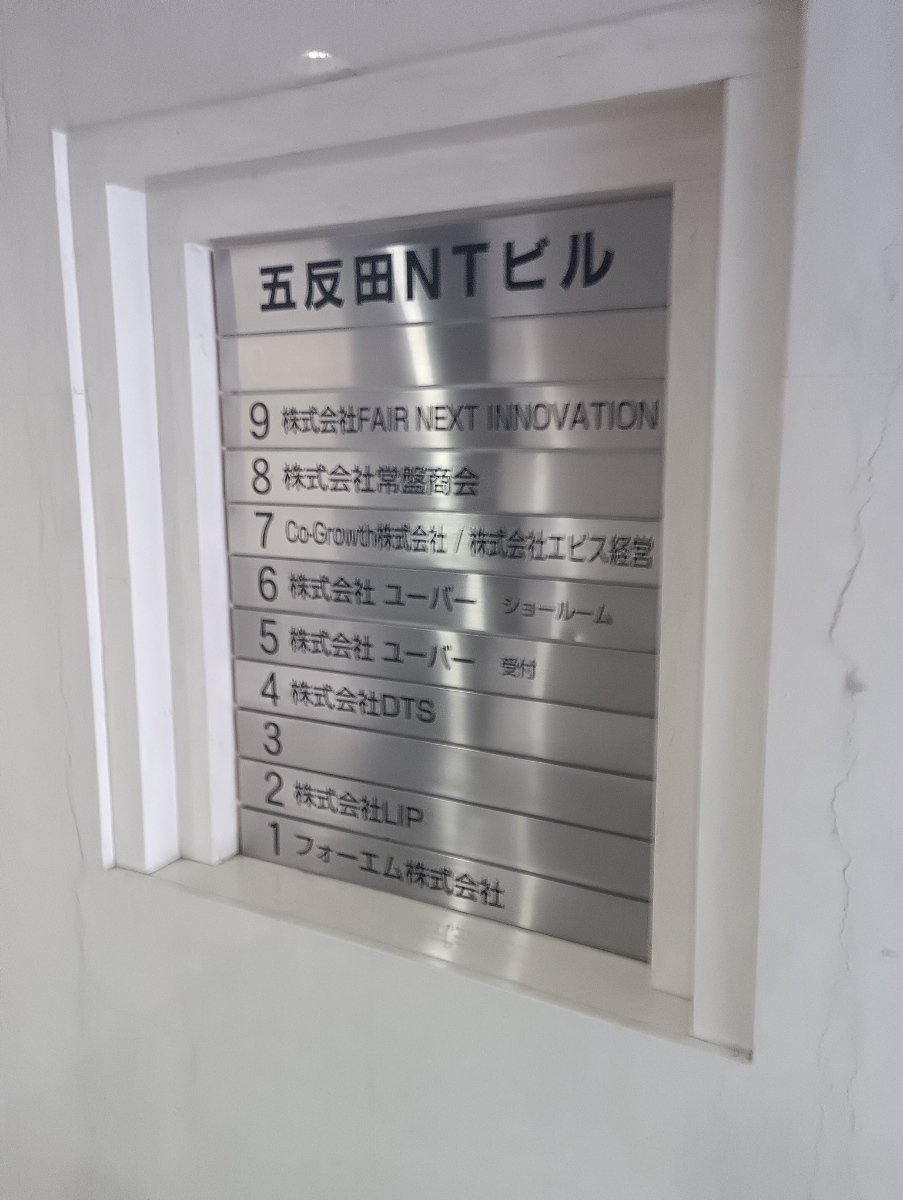 五反田NTビル
9 株式会社FAIR NEXT INNOVATION
8 株式会社常盤商会
7 Co-Growth株式会社 / 株式会社エビス経営
6 株式会社 ユーバー ショールーム
5 株式会社 ユーバー 受付
4 株式会社DTS
3
2 株式会社LIP
1 フォーエム株式会社